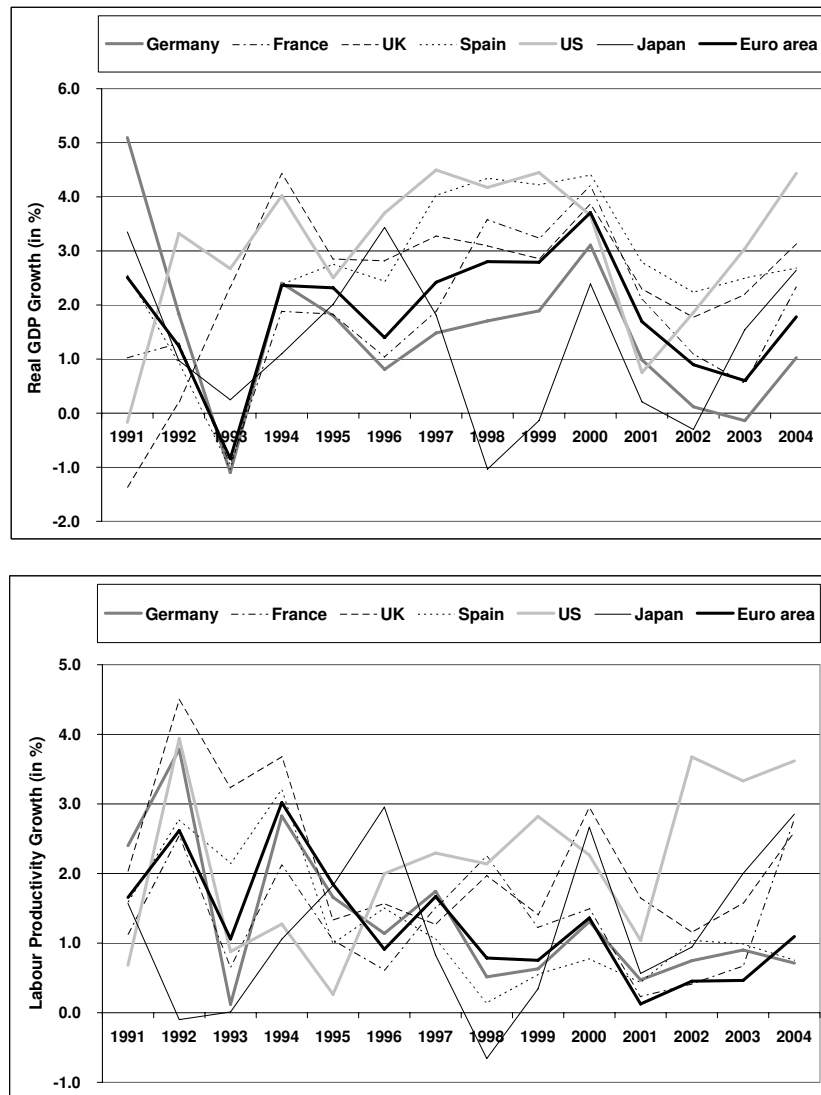 Germany France UK Spain US Japan Euro area
Real GDP Growth (in %)
6.0
5.0
4.0
3.0
2.0
1.0
0.0
1991 1992 1993 1994 1995 1996 1997 1998 1999 2000 2001 2002 2003 2004
-1.0
-2.0
Germany France UK Spain US Japan Euro area
Labour Productivity Growth (in %)
5.0
4.0
3.0
2.0
1.0
0.0
1991 1992 1993 1994 1995 1996 1997 1998 1999 2000 2001 2002 2003 2004
-1.0